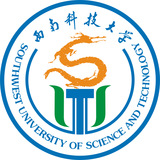 西南科技大学
SOUTHWEST UNIVERSITY OF SCIENCE AND TECHNOLOGY